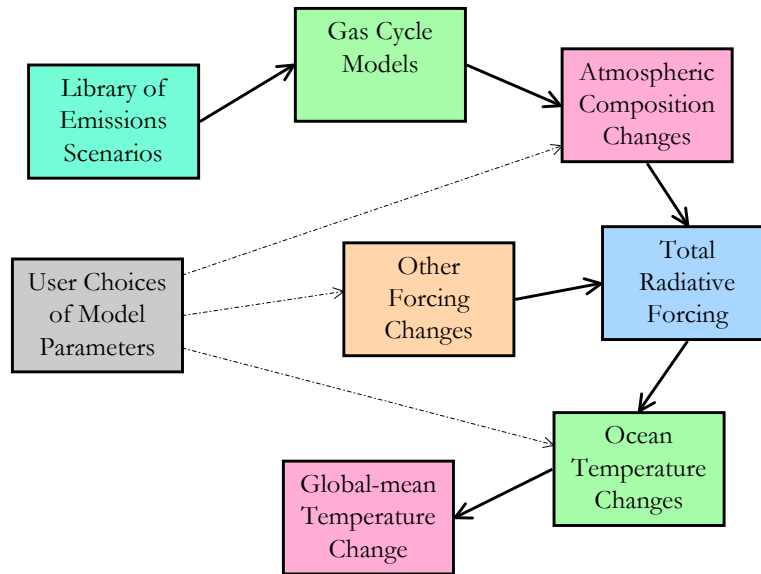 Library of
Emissions
Scenarios
Gas Cycle
Models
Atmospheric
Composition
Changes
User Choices
of Model
Parameters
Other
Forcing
Changes
Total
Radiative
Forcing
Ocean
Temperature
Changes
Global-mean
Temperature
Change